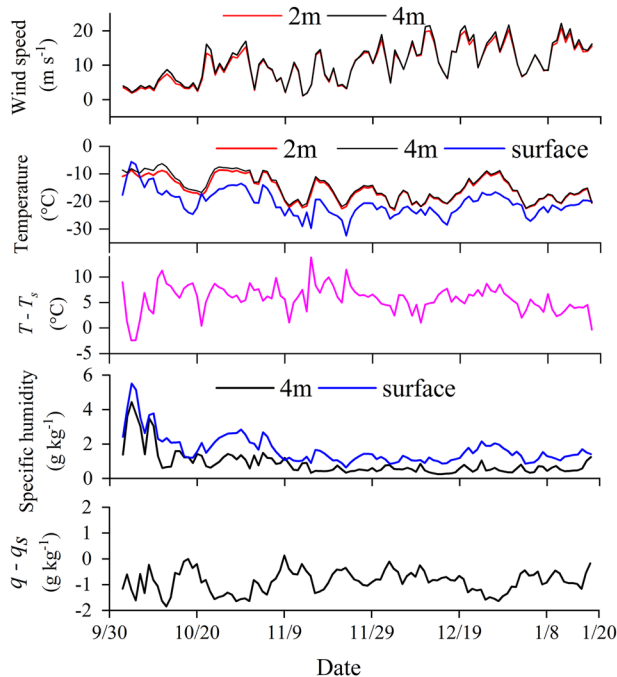 2m 4m
Wind speed
(m s-1)
20
10
0
2m 4m surface
Temperature
(°C)
0
-10
-20
-30
T - Ts
(°C)
10
5
0
-5
4m surface
Specific humidity
(g kg-1)
6
4
2
0
q - qs
(g kg-1)
2
1
0
-1
-2
9/30 10/20 11/9 11/29 12/19 1/8 1/20
Date